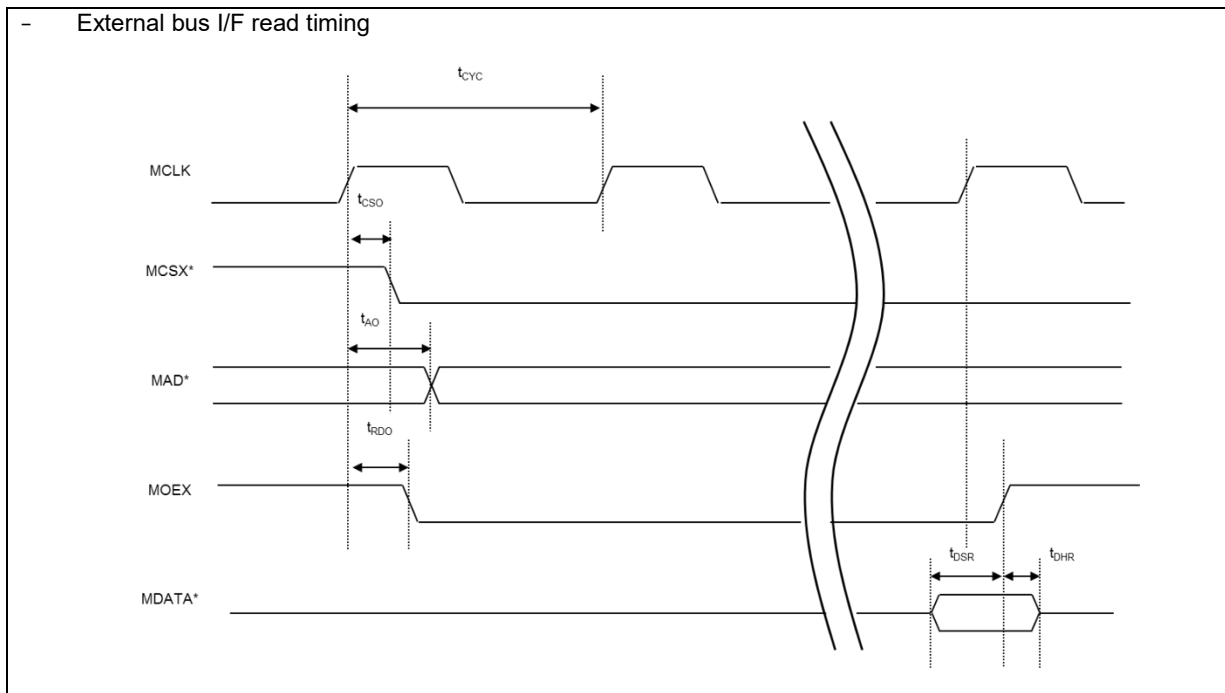 – External bus I/F read timing
tCYC
MCLK
tCSO
MCSX*
tAO
MAD*
tRDO
MOEX
tDSR tDHR
MDATA*